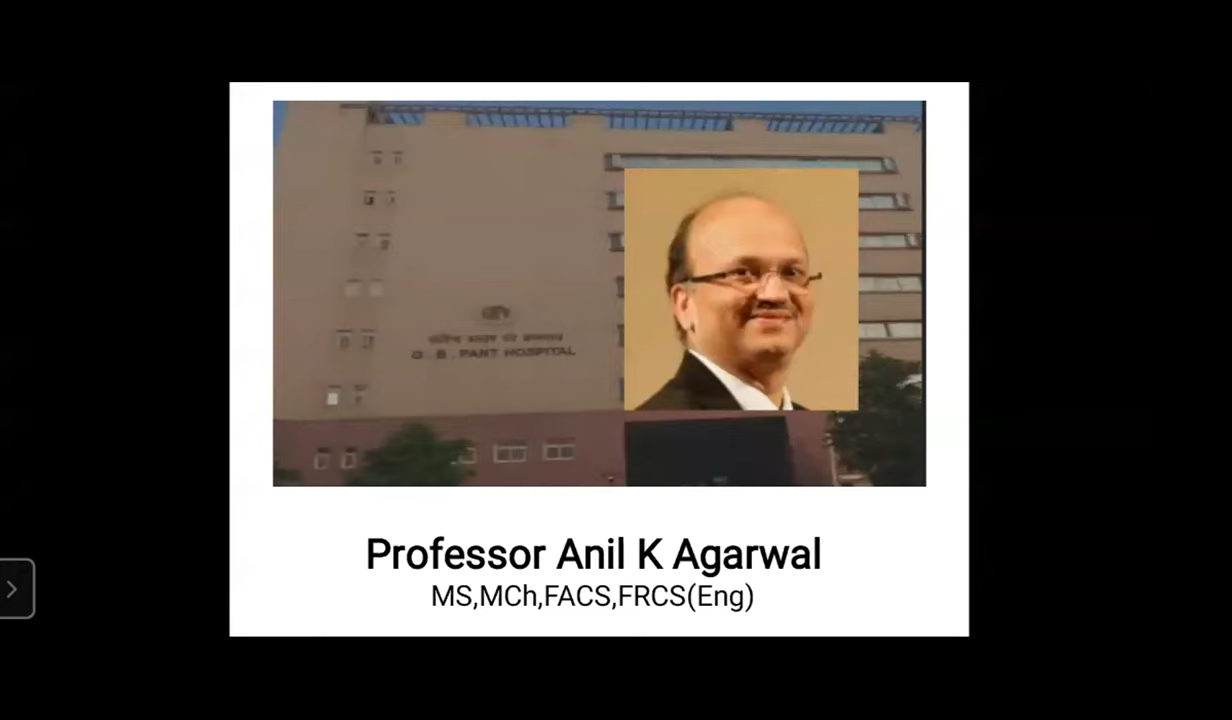 G. B. PANT HOSPITAL
Professor Anil K Agarwal
MS,MCh,FACS,FRCS(Eng)